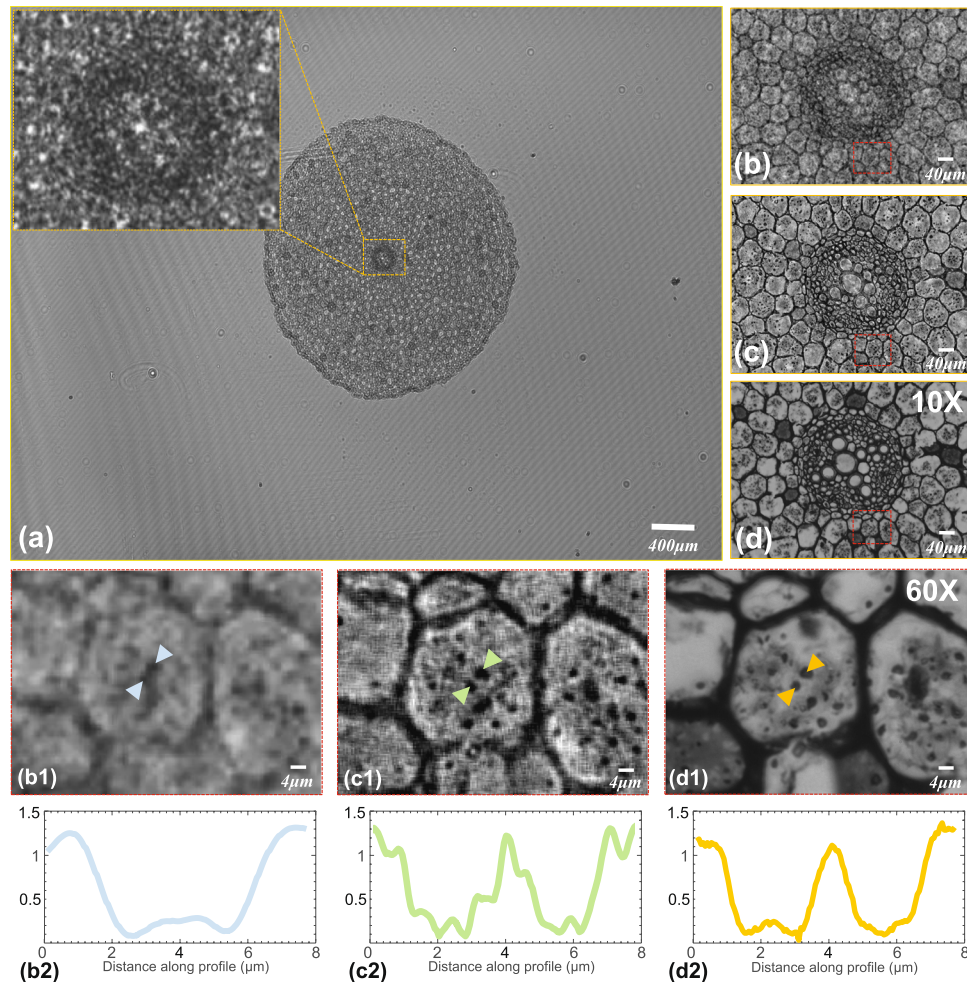 (a)
400μm
(b)
40μm
(c)
40μm
10X
(d)
40μm
(b1)
4μm
(c1)
4μm
60X
(d1)
4μm
1.5
1
0.5
0 2 4 6 8
(b2)
Distance along profile (μm)
1.5
1
0.5
0 2 4 6 8
(c2)
Distance along profile (μm)
1.5
1
0.5
0 2 4 6 8
(d2)
Distance along profile (μm)